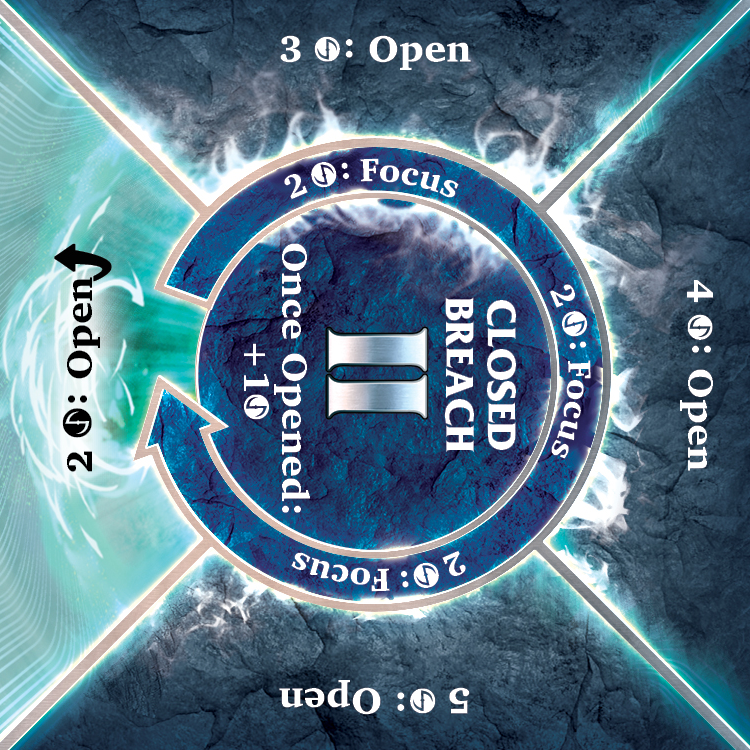 3 : Open
2 : Focus
4 : Open
2 : Focus
CLOSED
BREACH
II
Once Opened:
+1
2 : Focus
5 : Open
2 : Open